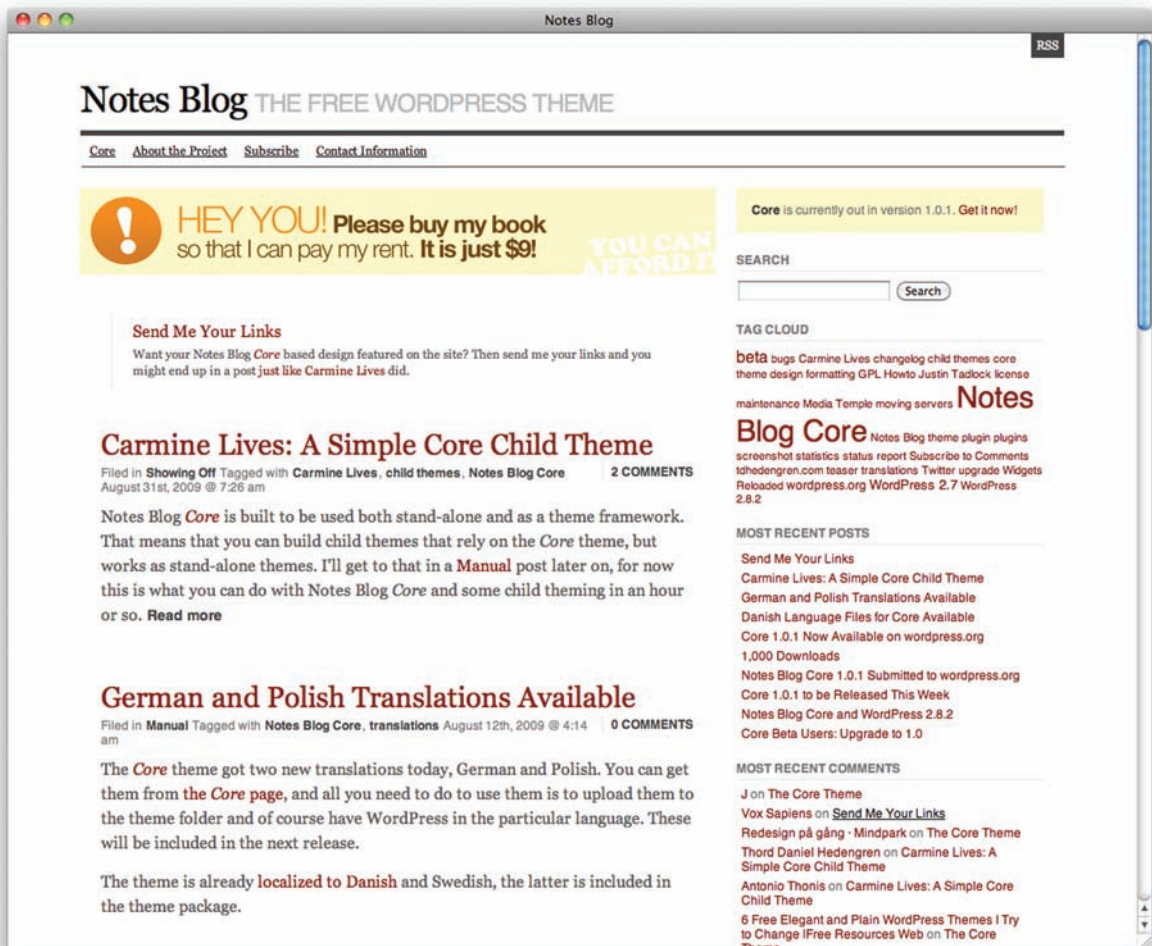 Notes Blog
RSS
Notes Blog THE FREE WORDPRESS THEME
Core About the Project Subscribe Contact Information
HEY YOU! Please buy my book
so that I can pay my rent. It is just $9!
YOU CAN
AFFORD
Send Me Your Links
Want your Notes Blog Core based design featured on the site? Then send me your links and you
might end up in a post just like Carmine Lives did.
Carmine Lives: A Simple Core Child Theme
Filed in Showing Off Tagged with Carmine Lives, child themes, Notes Blog Core
August 31st, 2009 @ 7:26 am
2 COMMENTS
Notes Blog Core is built to be used both stand-alone and as a theme framework.
That means that you can build child themes that rely on the Core theme, but
works as stand-alone themes. I'll get to that in a Manual post later on, for now
this is what you can do with Notes Blog Core and some child theming in an hour
or so. Read more
German and Polish Translations Available
Filed in Manual Tagged with Notes Blog Core, translations August 12th, 2009 @ 4:14
am
0 COMMENTS
The Core theme got two new translations today, German and Polish. You can get
them from the Core page, and all you need to do to use them is to upload them to
the theme folder and of course have WordPress in the particular language. These
will be included in the next release.
The theme is already localized to Danish and Swedish, the latter is included in
the theme package.
Core is currently out in version 1.0.1. Get it now!
SEARCH
Search
TAG CLOUD
beta bugs Carmine Lives changelog child themes core
theme design formatting GPL Howto Justin Tadlock license
maintenance Media Temple moving servers Notes
Blog Core Notes Blog theme plugin plugins
screenshot statistics status report Subscribe to Comments
tdhedengren.com teaser translations Twitter upgrade Widgets
Reloaded wordpress.org WordPress 2.7 WordPress
2.8.2
MOST RECENT POSTS
Send Me Your Links
Carmine Lives: A Simple Core Child Theme
German and Polish Translations Available
Danish Language Files for Core Available
Core 1.0.1 Now Available on wordpress.org
1,000 Downloads
Notes Blog Core 1.0.1 Submitted to wordpress.org
Core 1.0.1 to be Released This Week
Notes Blog Core and WordPress 2.8.2
Core Beta Users: Upgrade to 1.0
MOST RECENT COMMENTS
J on The Core Theme
Vox Sapiens on Send Me Your Links
Redesign på gång · Mindpark on The Core Theme
Thord Daniel Hedengren on Carmine Lives: A
Simple Core Child Theme
Antonio Thonis on Carmine Lives: A Simple Core
Child Theme
6 Free Elegant and Plain WordPress Themes | Try
to Change |Free Resources Web on The Core